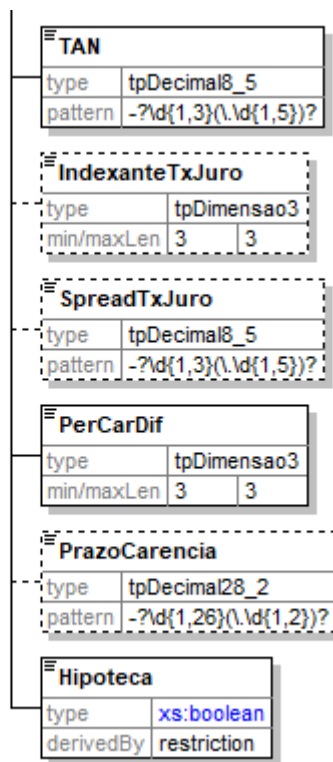 TAN
type tpDecimal8_5
pattern -?\d{1,3}(\.\d{1,5})?
IndexanteTxJuro
type tpDimensao3
min/maxLen 3 3
SpreadTxJuro
type tpDecimal8_5
pattern -?\d{1,3}(\.\d{1,5})?
PerCarDif
type tpDimensao3
min/maxLen 3 3
PrazoCarencia
type tpDecimal28_2
pattern -?\d{1,26}(\.\d{1,2})?
Hipoteca
type xs:boolean
derivedBy restriction